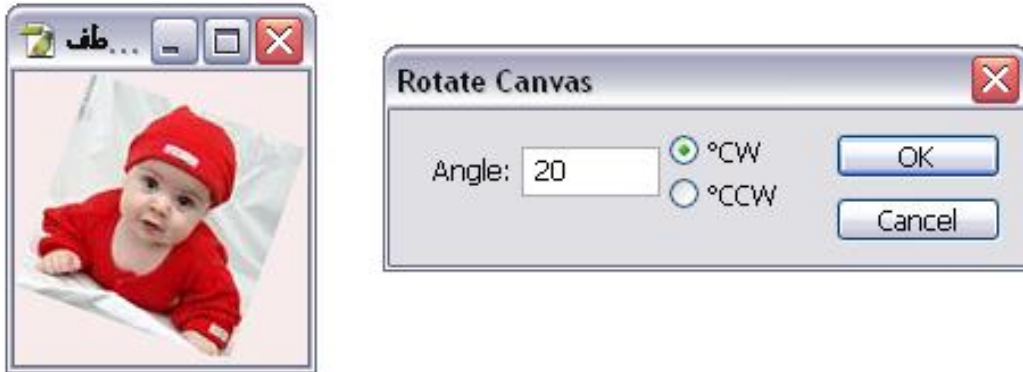 طف...
Rotate Canvas
Angle: 20
°CW
°CCW
OK
Cancel